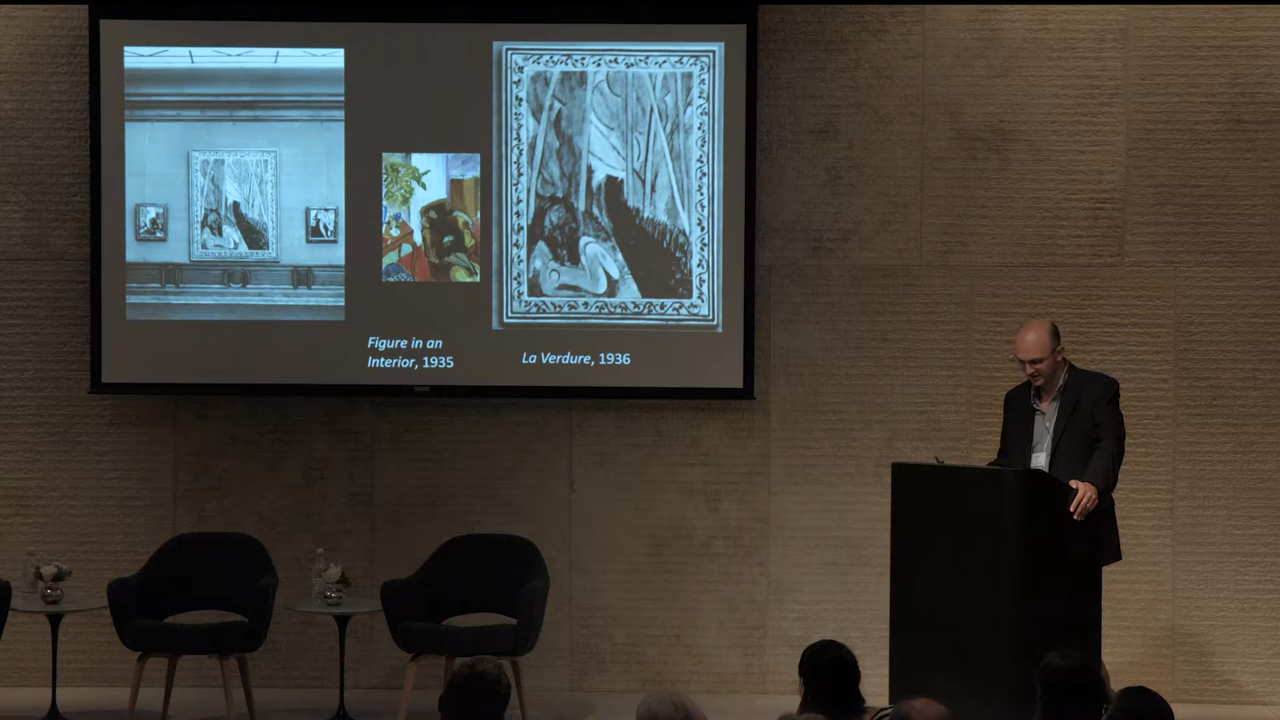 Figure in an
Interior, 1935
La Verdure, 1936